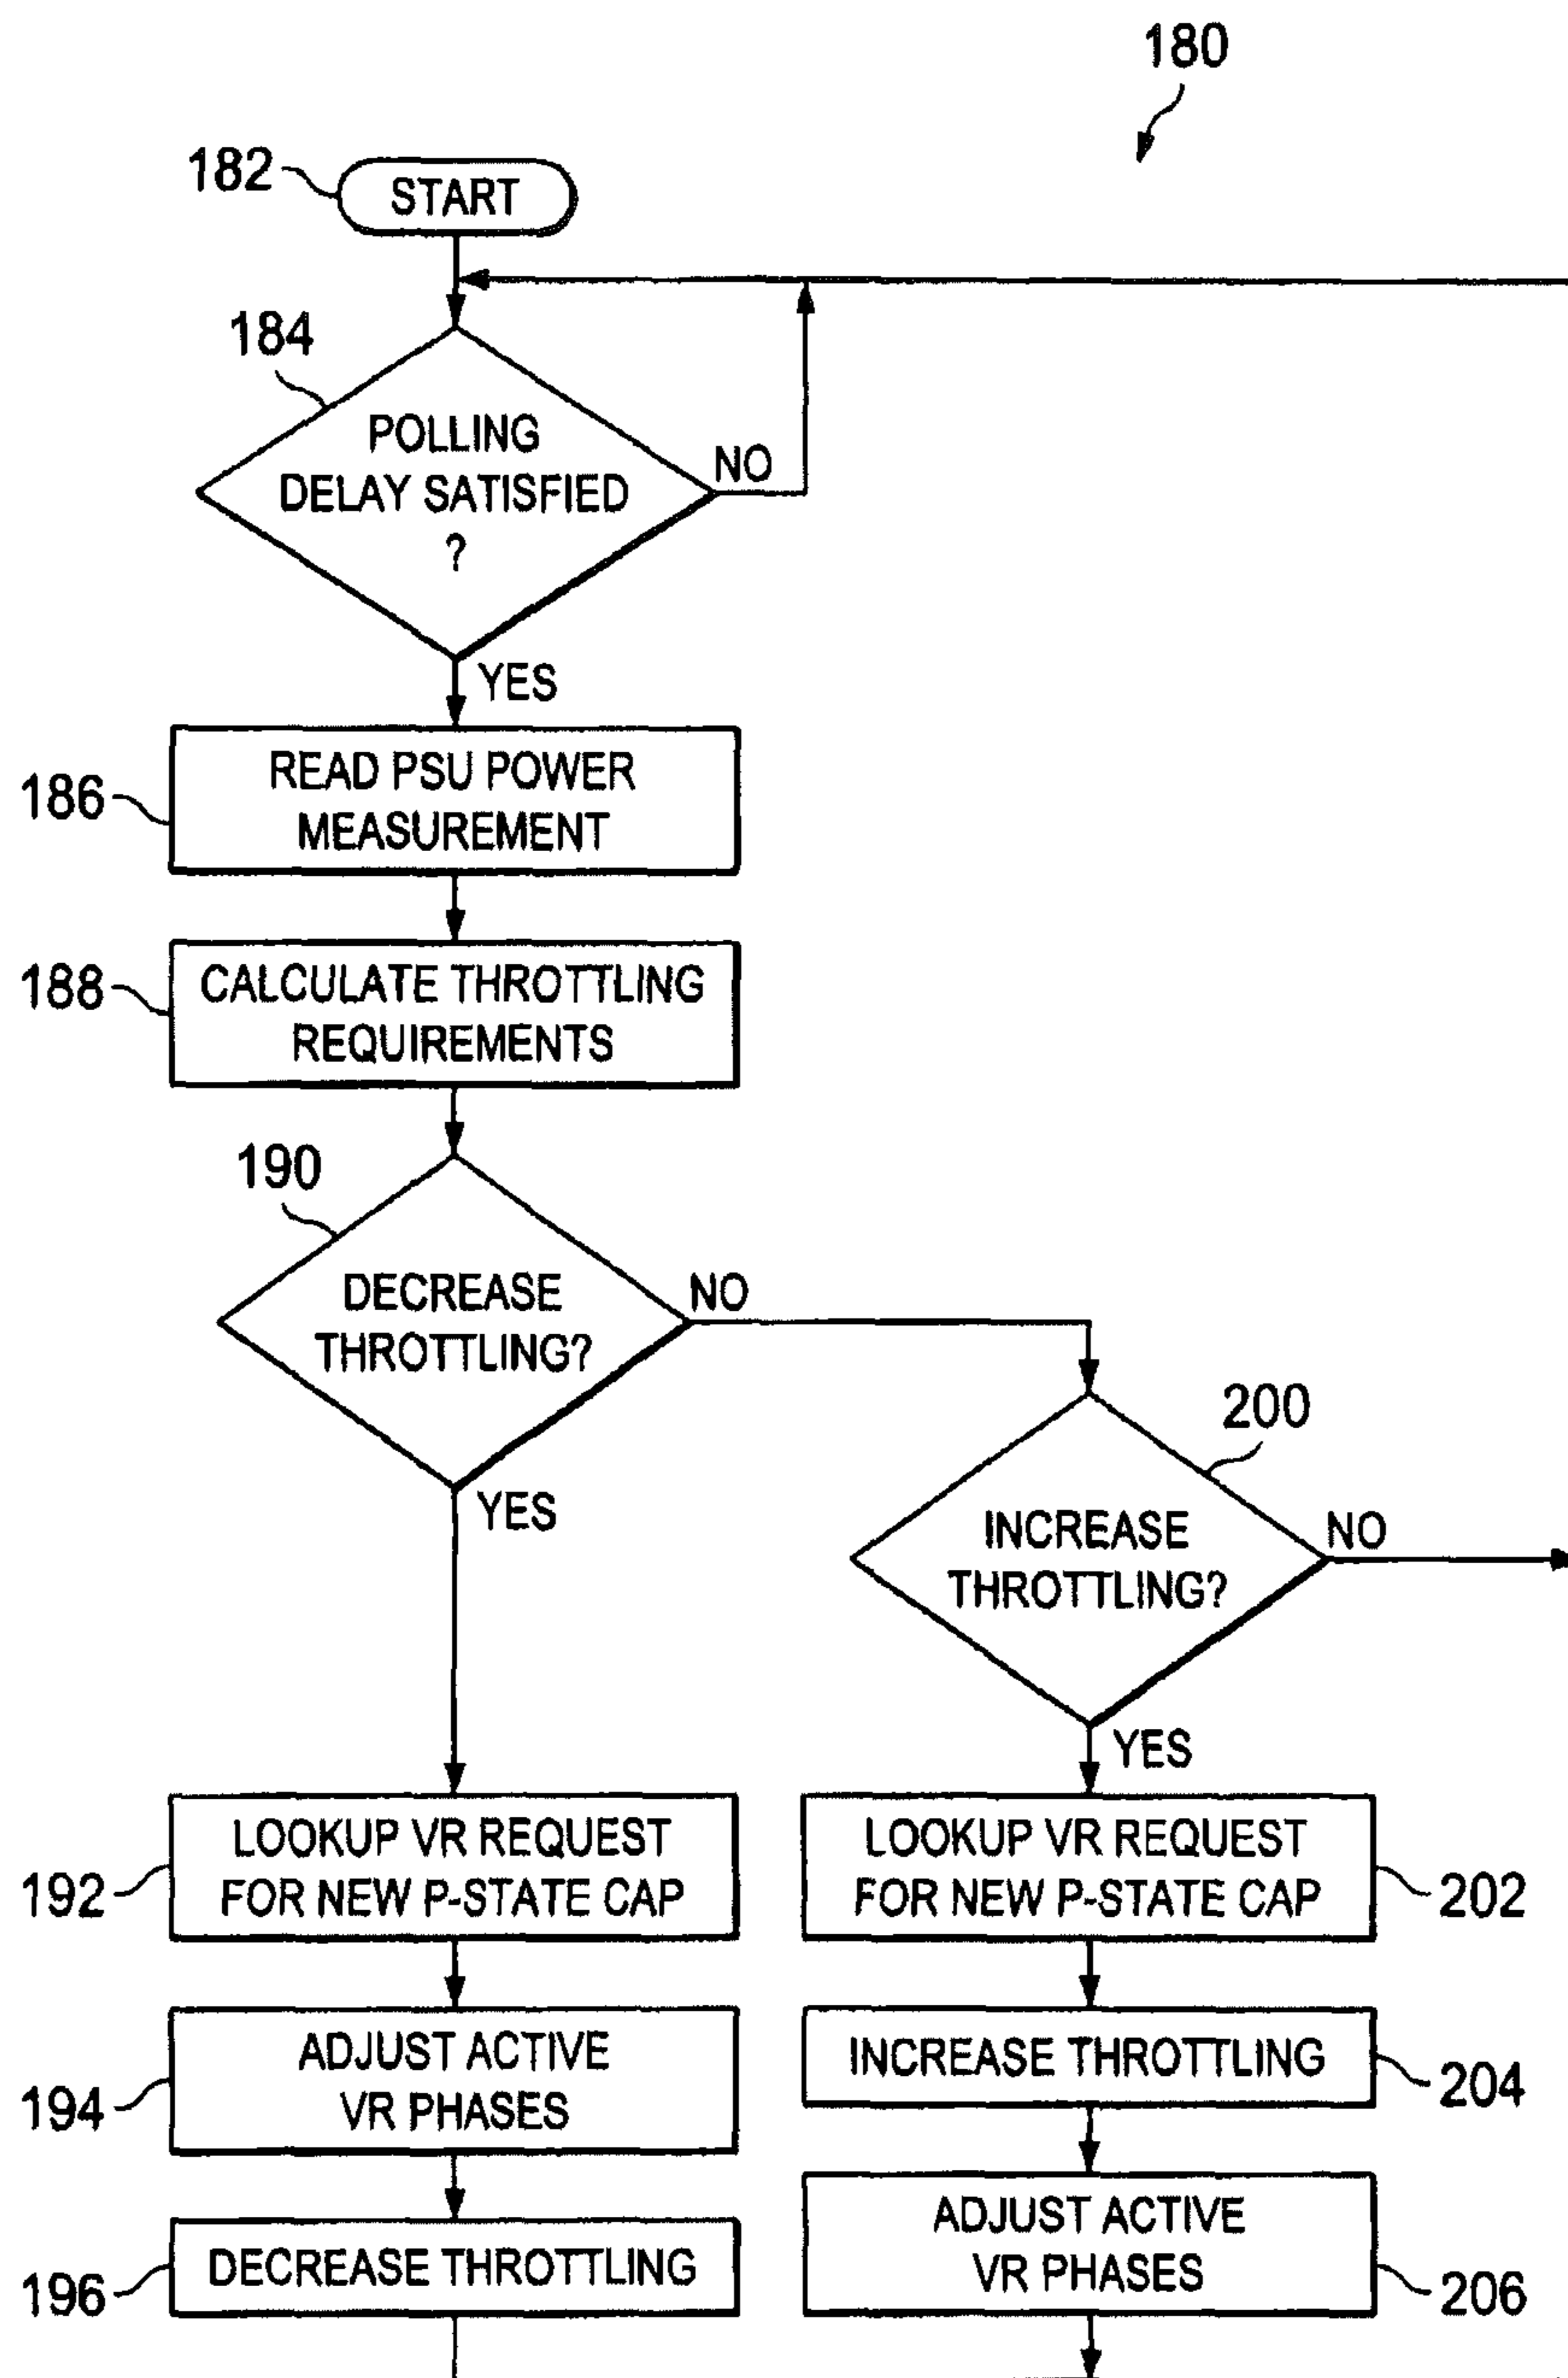 180
182
START
184
POLLING
DELAY SATISFIED
?
NO
YES
186
READ PSU POWER
MEASUREMENT
188
CALCULATE THROTTLING
REQUIREMENTS
190
DECREASE
THROTTLING?
NO
YES
200
INCREASE
THROTTLING?
NO
YES
192
LOOKUP VR REQUEST
FOR NEW P-STATE CAP
LOOKUP VR REQUEST
FOR NEW P-STATE CAP
202
194
ADJUST ACTIVE
VR PHASES
INCREASE THROTTLING
204
196
DECREASE THROTTLING
ADJUST ACTIVE
VR PHASES
206